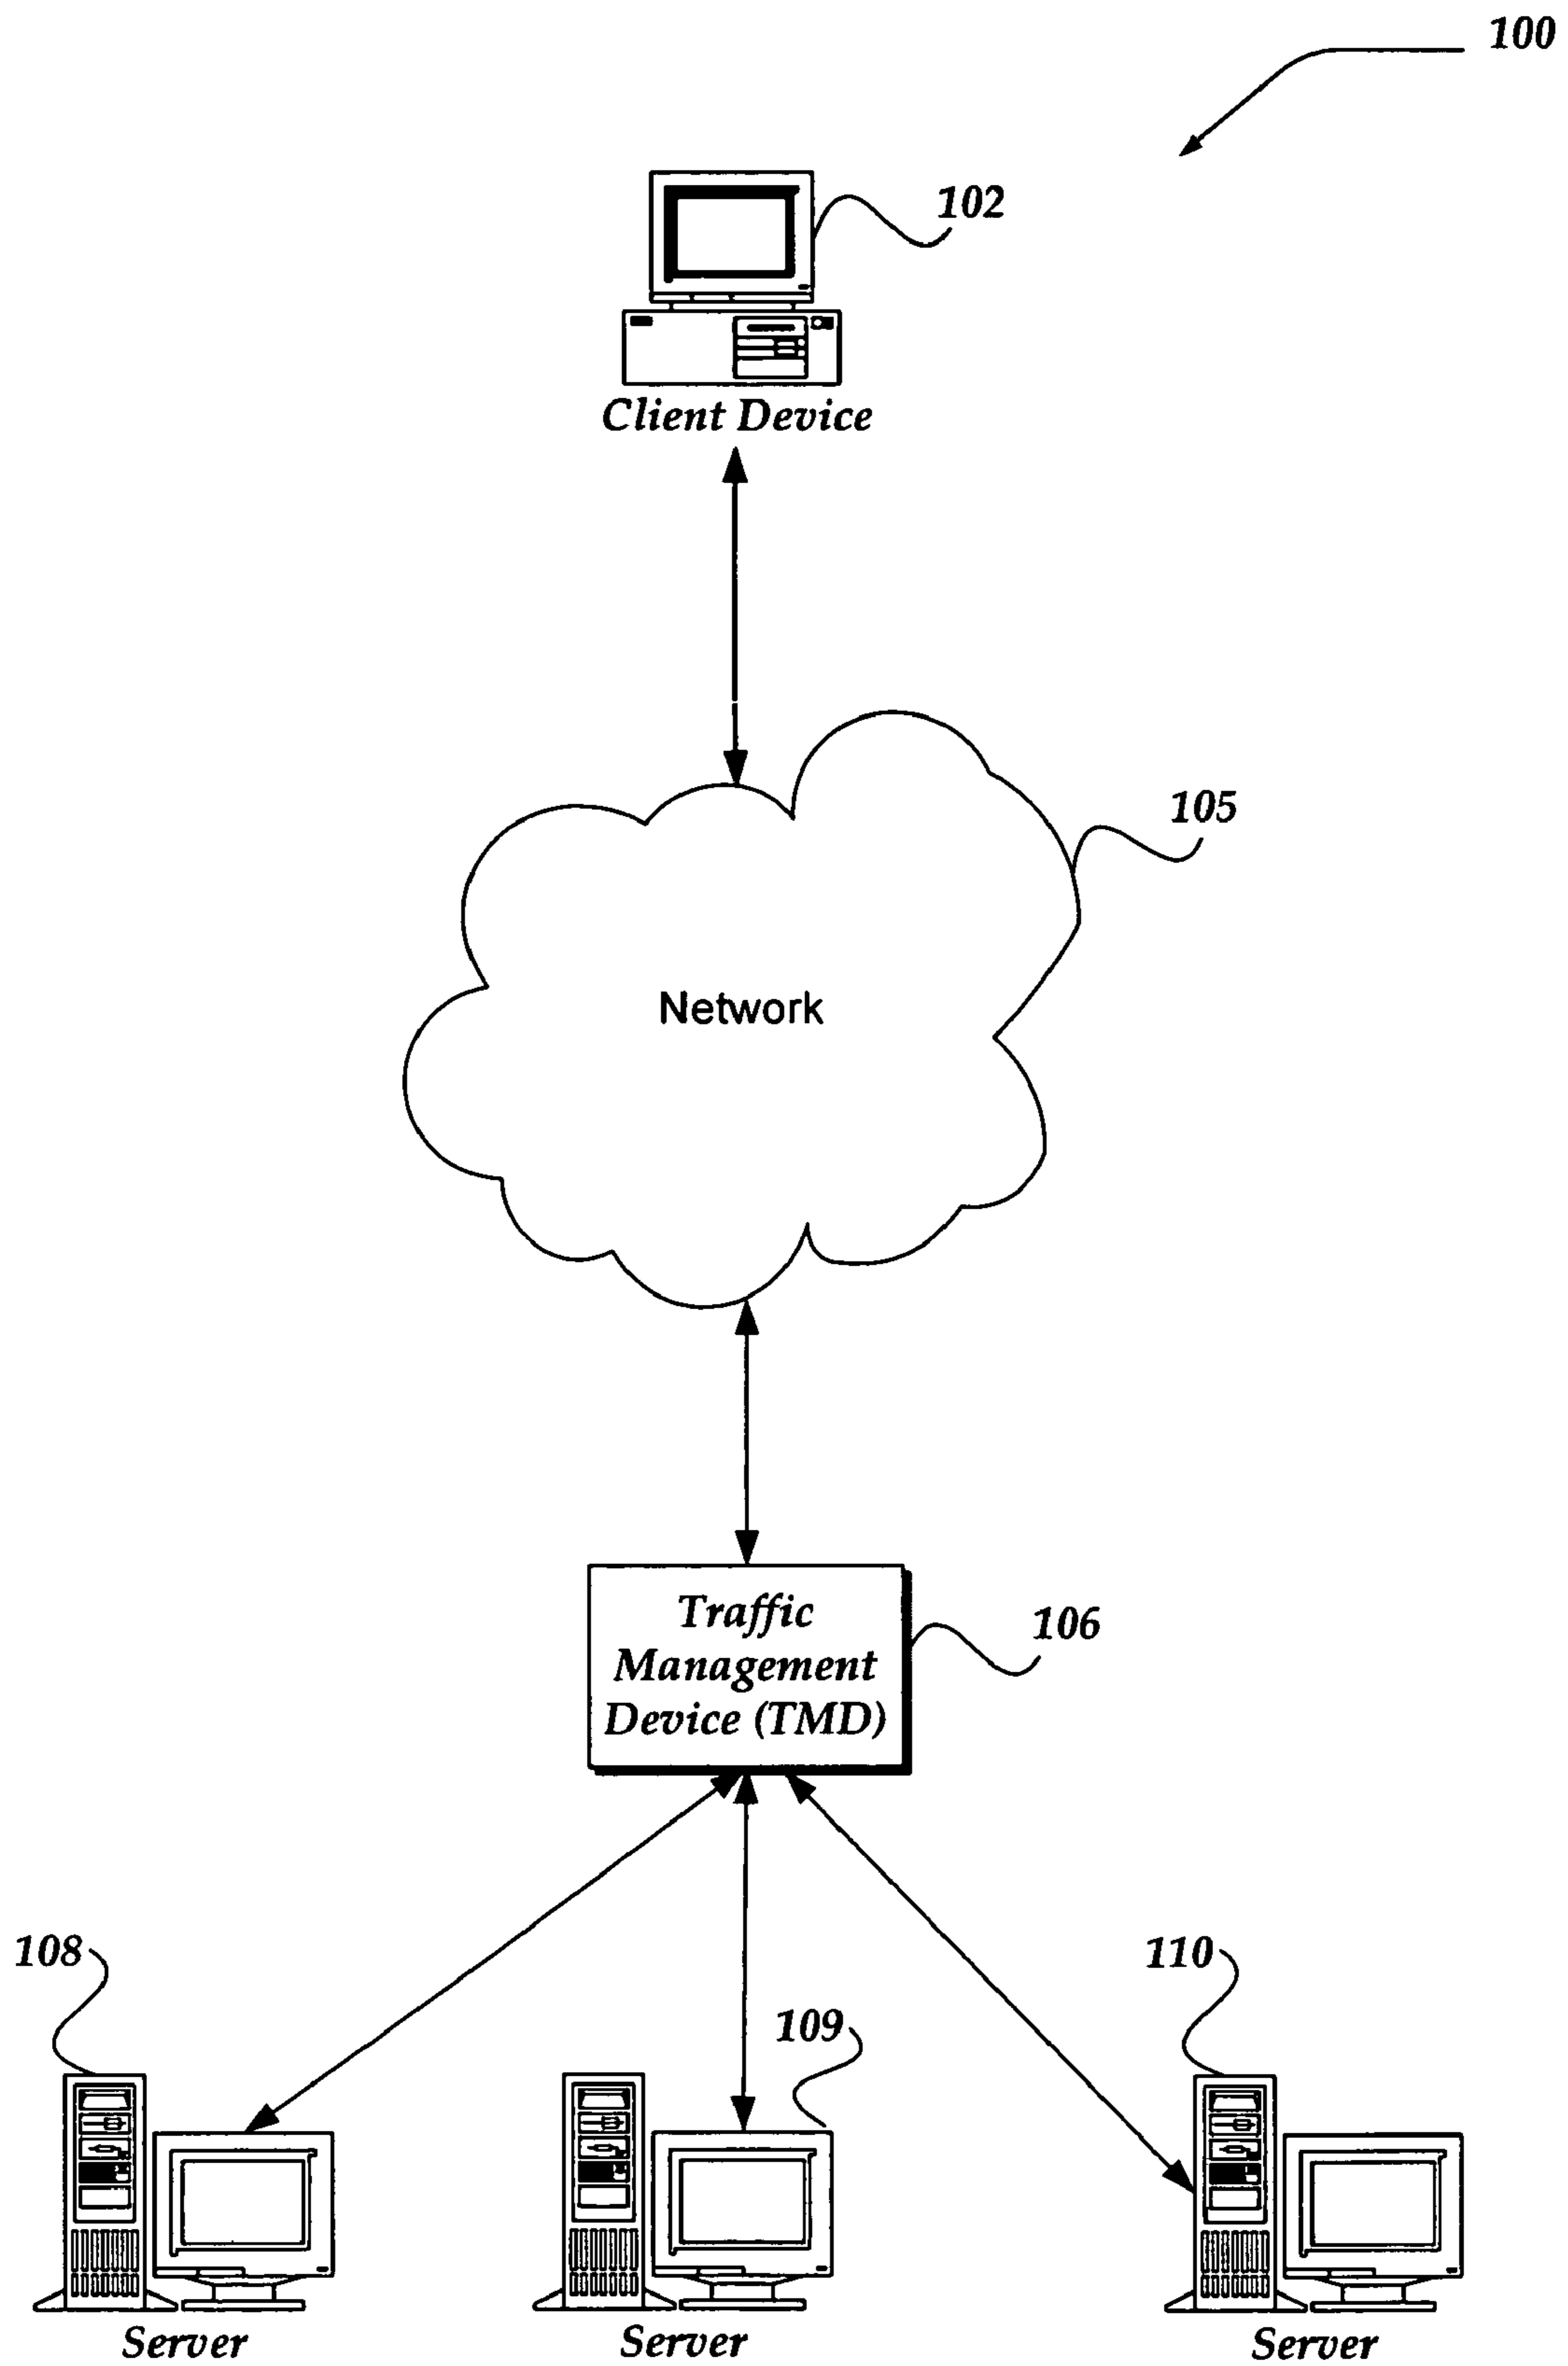 100
102
Client Device
105
Network
Traffic
Management
Device (TMD)
106
108
110
109
Server
Server
Server